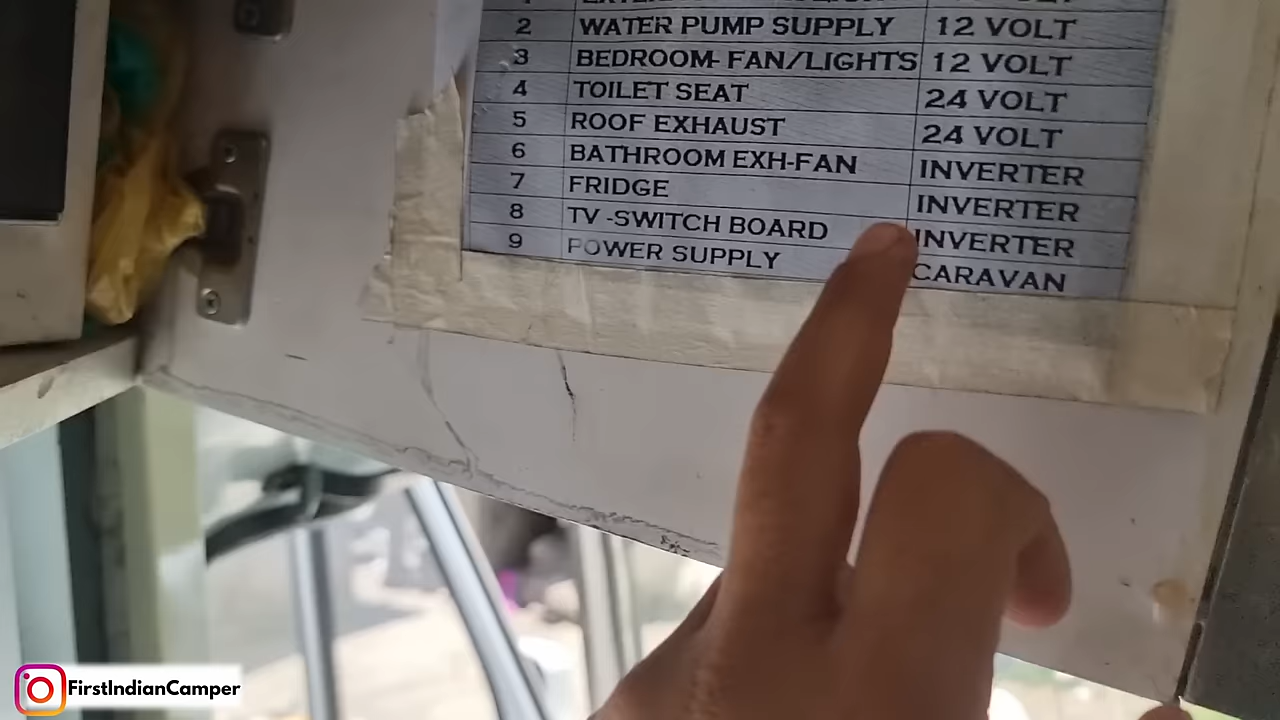 2 WATER PUMP SUPPLY 12 VOLT
3 BEDROOM- FAN/LIGHTS 12 VOLT
4 TOILET SEAT 24 VOLT
5 ROOF EXHAUST 24 VOLT
6 BATHROOM EXH-FAN INVERTER
7 FRIDGE INVERTER
8 TV -SWITCH BOARD INVERTER
9 POWER SUPPLY CARAVAN
FirstIndianCamper